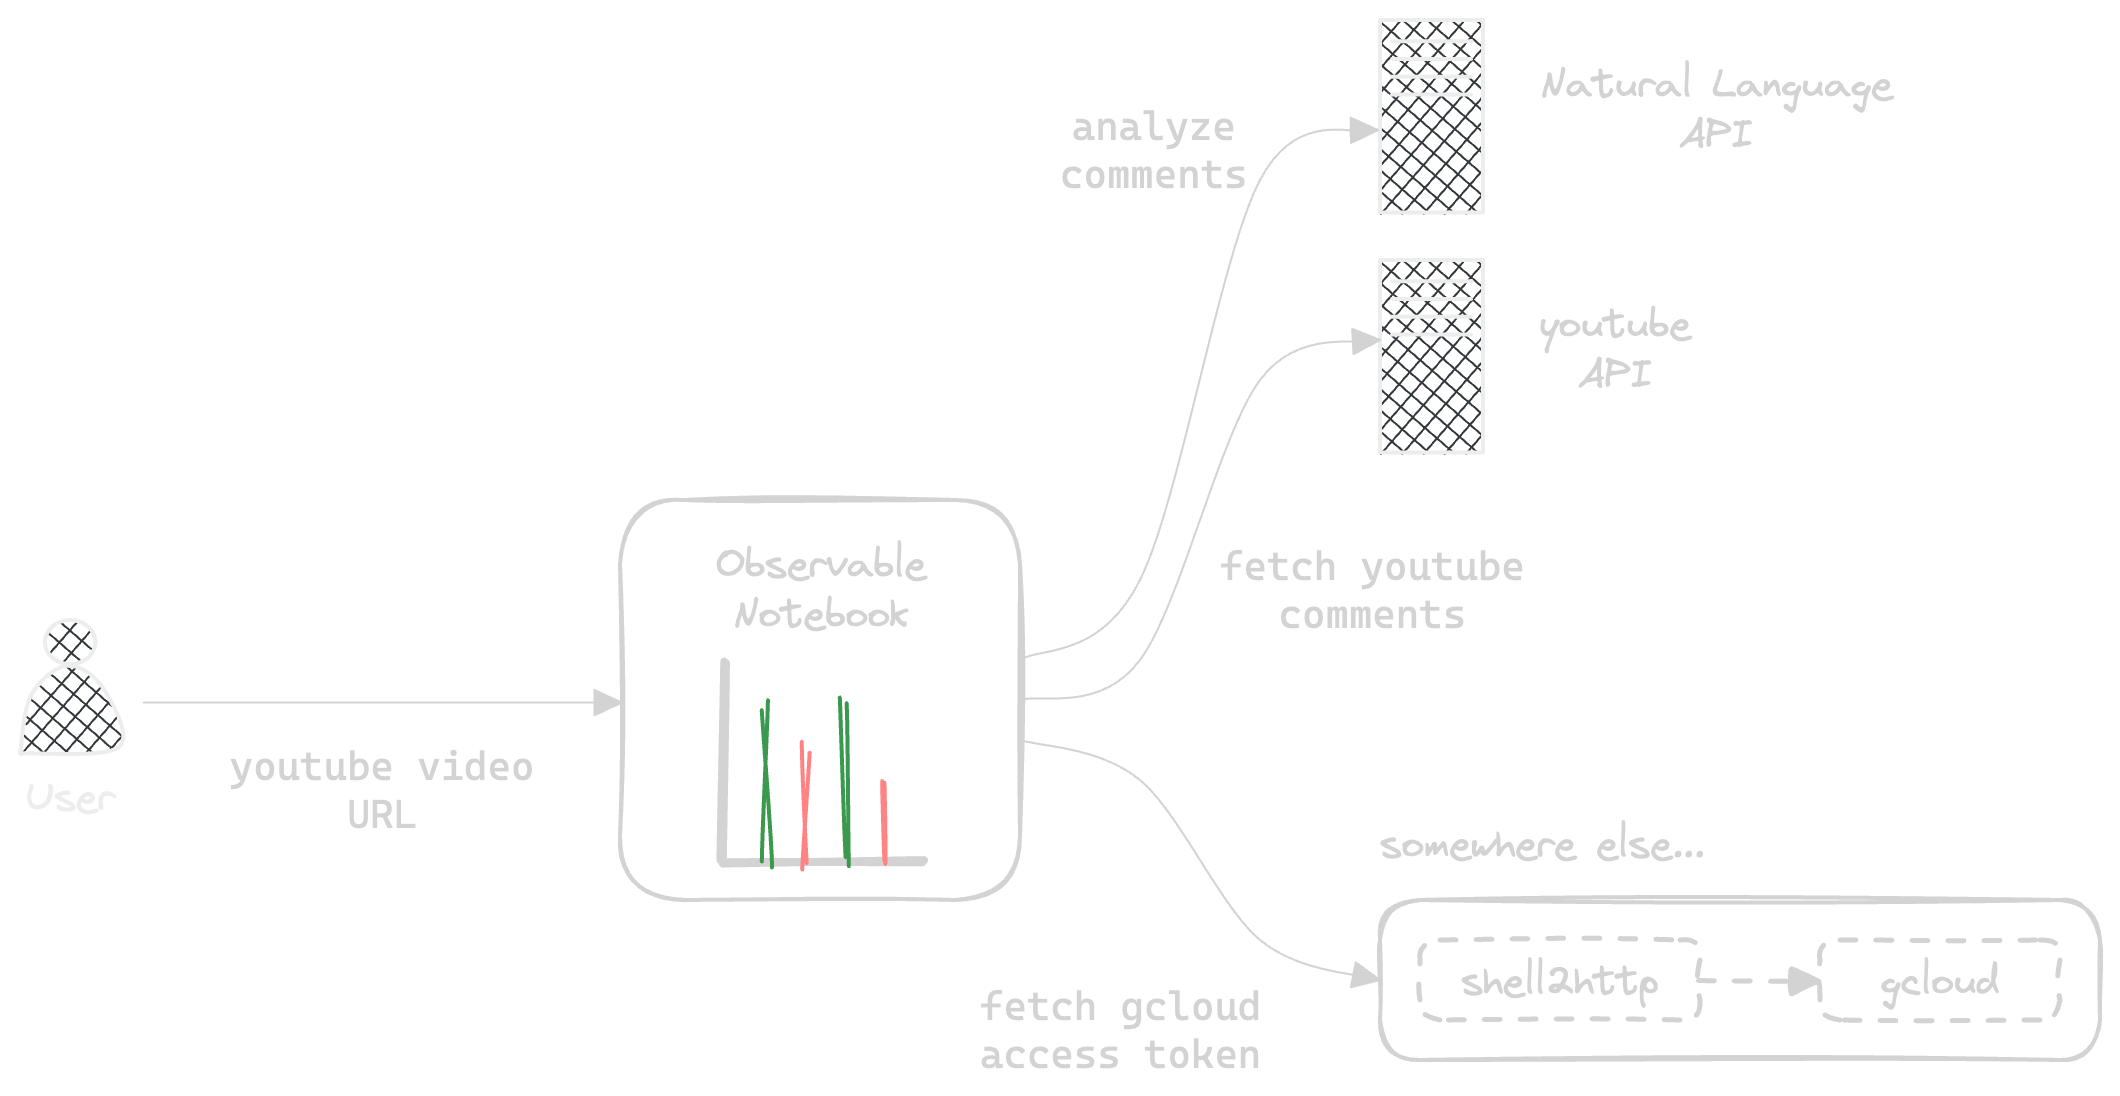 Natural Language
API
analyze
comments
youtube
API
fetch youtube
comments
Observable
Notebook
User
youtube video
URL
somewhere else...
shell2http
gcloud
fetch gcloud
access token